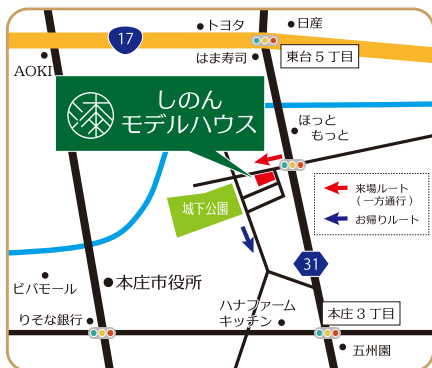 トヨタ
日産
17
はま寿司
東台5丁目
AOKI
しのん
モデルハウス
ほっと
もっと
来場ルート
(一方通行)
お帰りルート
城下公園
31
ビバモール
本庄市役所
りそな銀行
ハナファーム
キッチン
本庄3丁目
五州園